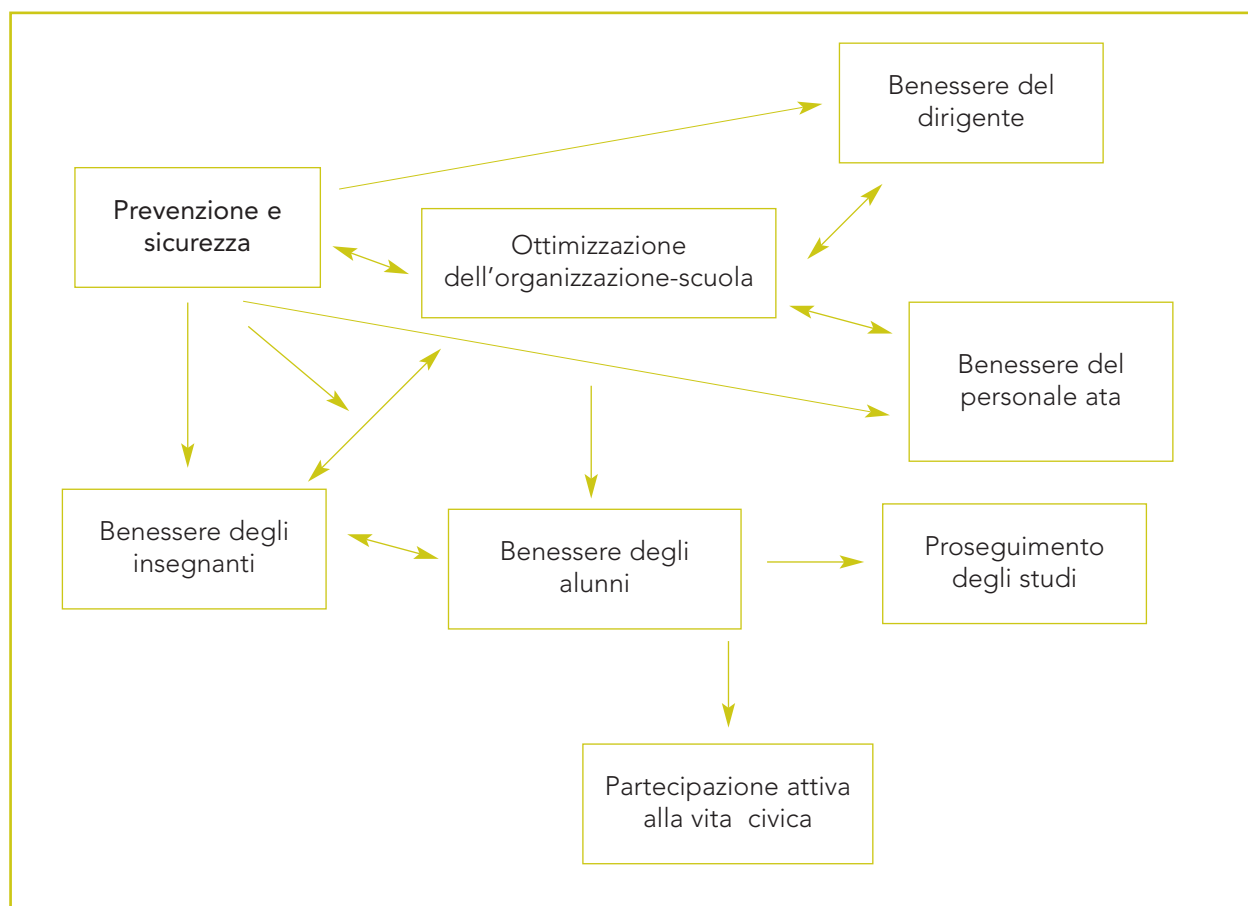 Benessere del
dirigente
Prevenzione e
sicurezza
Ottimizzazione
dell’organizzazione-scuola
Benessere del
personale ata
Benessere degli
insegnanti
Benessere degli
alunni
Proseguimento
degli studi
Partecipazione attiva
alla vita  civica